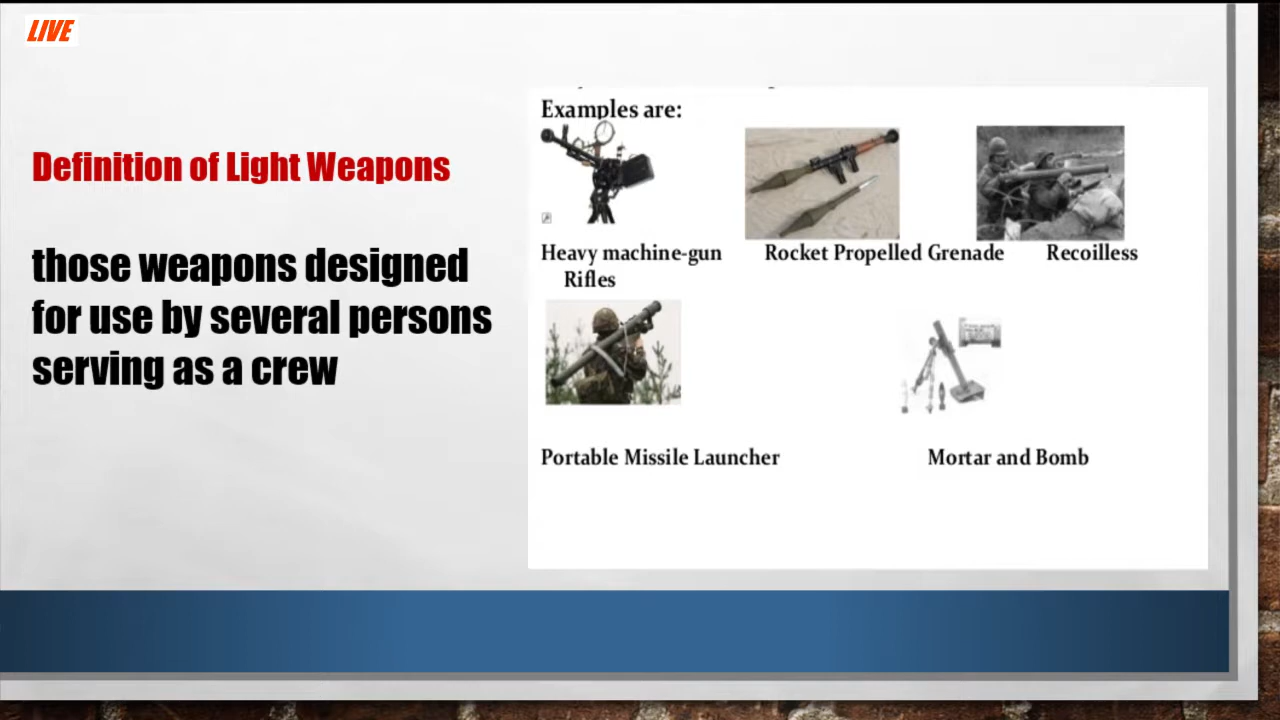 LIVE
Definition of Light Weapons
those weapons designed
for use by several persons
serving as a crew
Examples are:
Heavy machine-gun Rocket Propelled Grenade Recoilless
Rifles
Portable Missile Launcher Mortar and Bomb